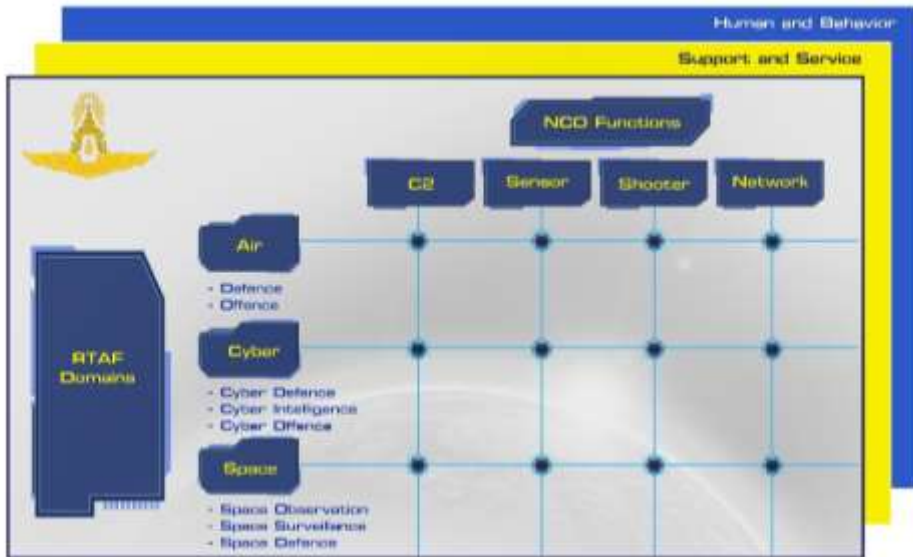 Human and Behavior
Support and Service
NCO Functions
C2
Sensor
Shooter
Network
RTAF
Domains
Air
- Defence
- Offence
Cyber
- Cyber Defence
- Cyber Intelligence
- Cyber Offence
Space
- Space Observation
- Space Surveillance
- Space Defence